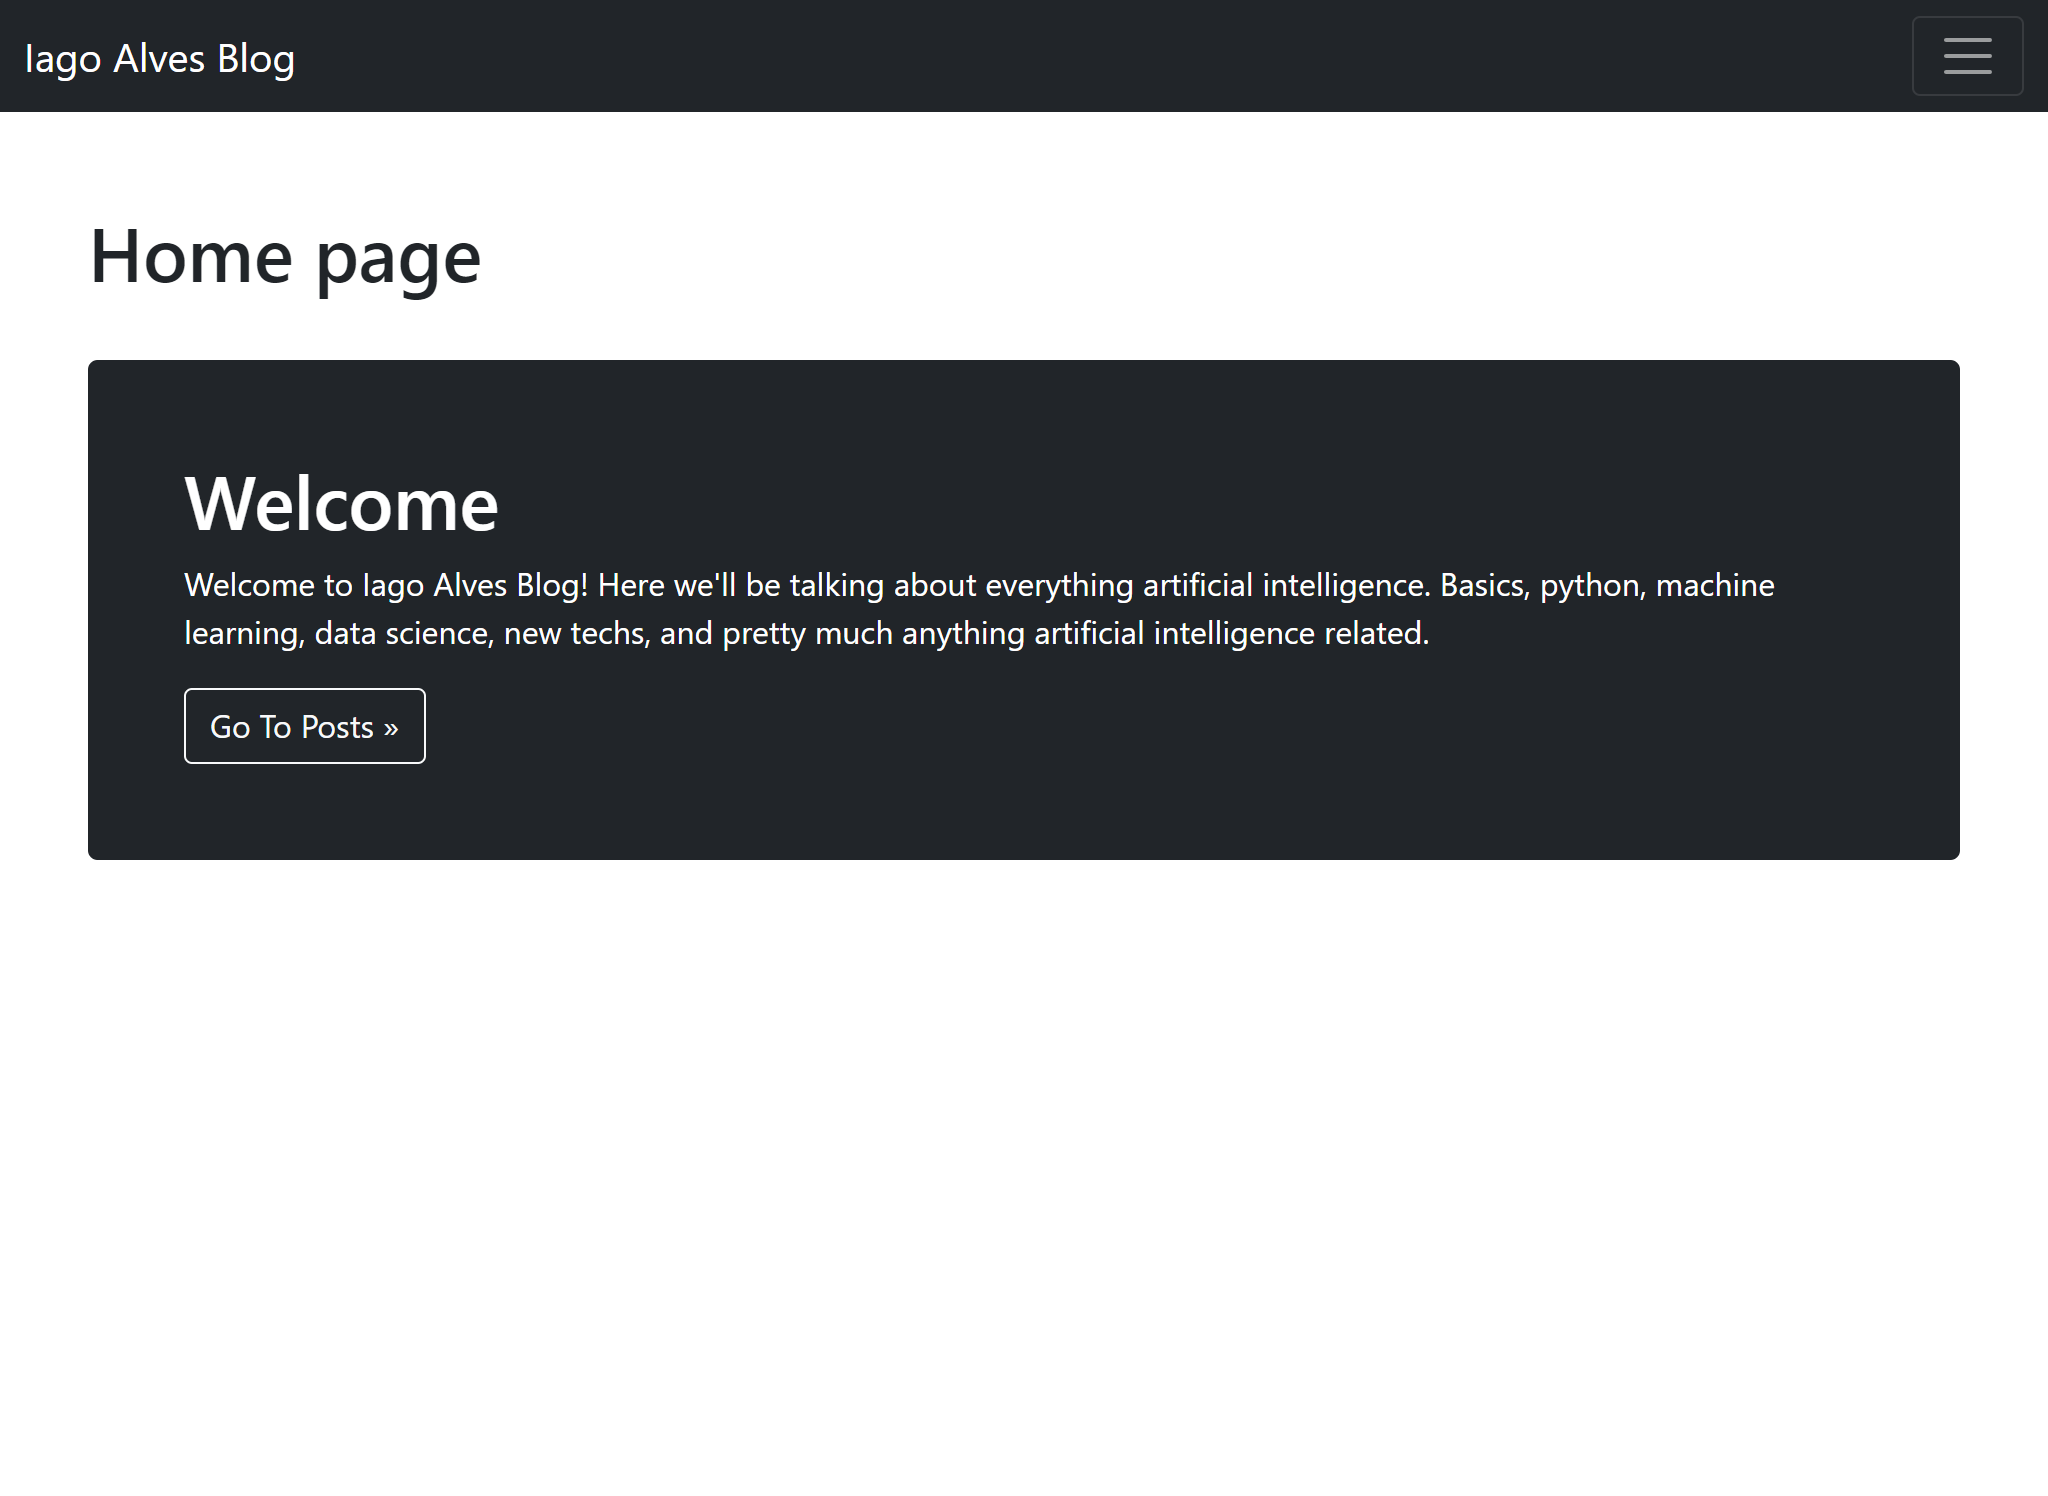 Iago Alves Blog
Home page
Welcome
Welcome to Iago Alves Blog! Here we'll be talking about everything artificial intelligence. Basics, python, machine
learning, data science, new techs, and pretty much anything artificial intelligence related.
Go To Posts »